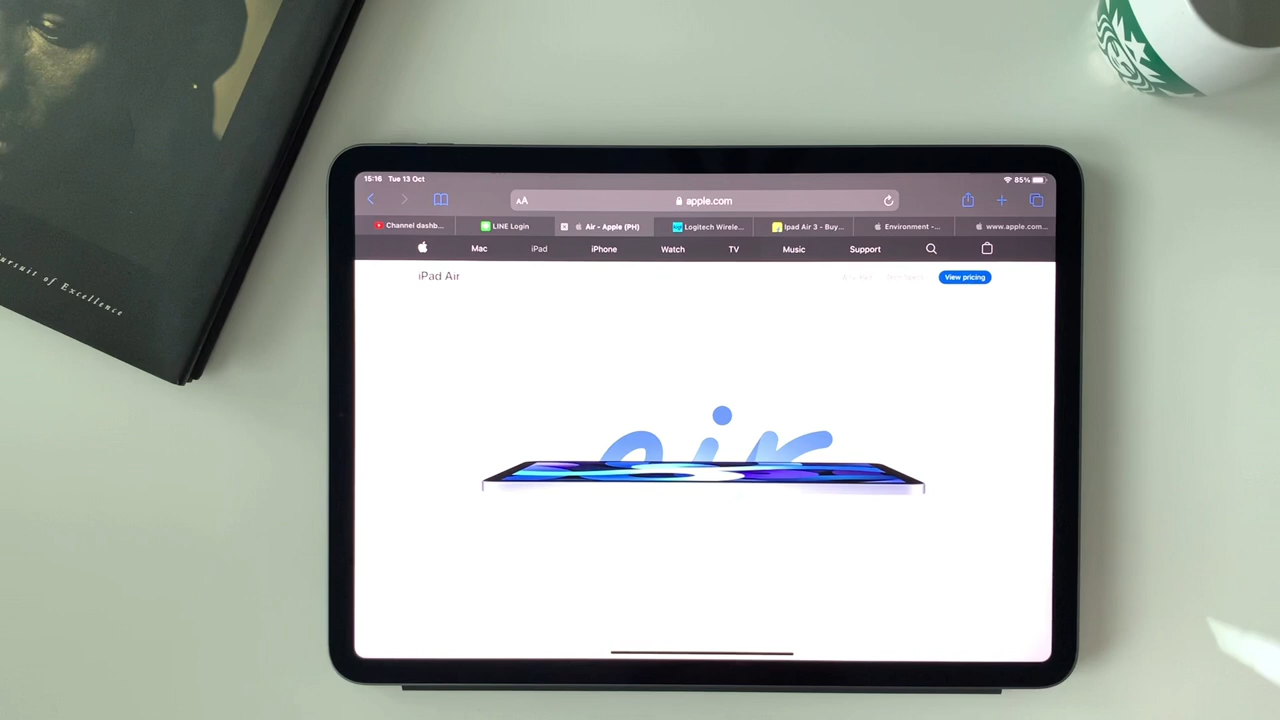 Pursuit of Excellence
15:16 Tue 13 Oct
85%
AA apple.com
Channel dashb...
LINE Login
Air - Apple (PH)
Logitech Wirele...
Ipad Air 3 - Buy...
Environment -...
www.apple.com...
Mac iPad iPhone Watch TV Music Support
iPad Air
View pricing
air